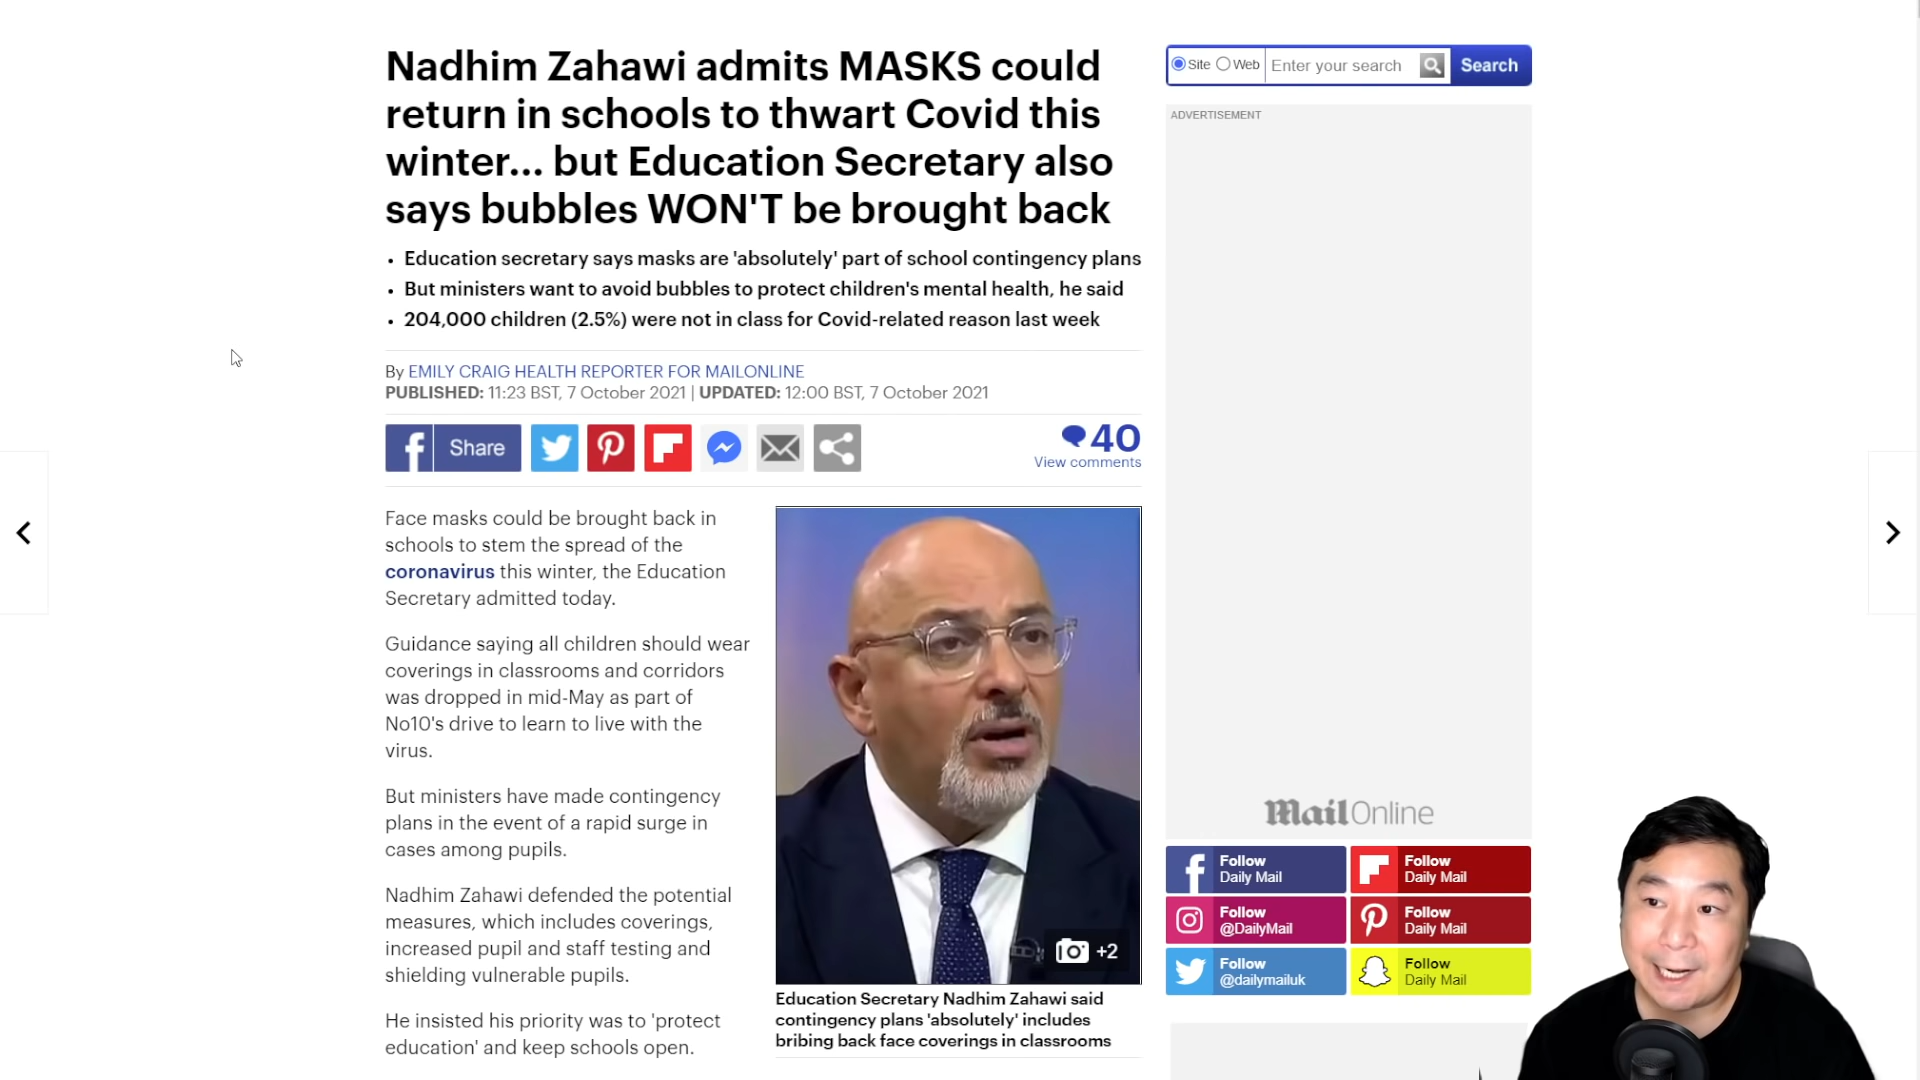 Nadhim Zahawi admits MASKS could
return in schools to thwart Covid this
winter... but Education Secretary also
says bubbles WON'T be brought back
• Education secretary says masks are 'absolutely' part of school contingency plans
• But ministers want to avoid bubbles to protect children's mental health, he said
• 204,000 children (2.5%) were not in class for Covid-related reason last week
By EMILY CRAIG HEALTH REPORTER FOR MAILONLINE
PUBLISHED: 11:23 BST, 7 October 2021 | UPDATED: 12:00 BST, 7 October 2021
Share
40
View comments
Face masks could be brought back in
schools to stem the spread of the
coronavirus this winter, the Education
Secretary admitted today.
Guidance saying all children should wear
coverings in classrooms and corridors
was dropped in mid-May as part of
No10's drive to learn to live with the
virus.
But ministers have made contingency
plans in the event of a rapid surge in
cases among pupils.
Nadhim Zahawi defended the potential
measures, which includes coverings,
increased pupil and staff testing and
shielding vulnerable pupils.
He insisted his priority was to 'protect
education' and keep schools open.
+2
Education Secretary Nadhim Zahawi said
contingency plans 'absolutely' includes
bribing back face coverings in classrooms
Site Web Enter your search Search
ADVERTISEMENT
MailOnline
Follow
Daily Mail
Follow
Daily Mail
Follow
@DailyMail
Follow
Daily Mail
Follow
@dailymailuk
Follow
Daily Mail